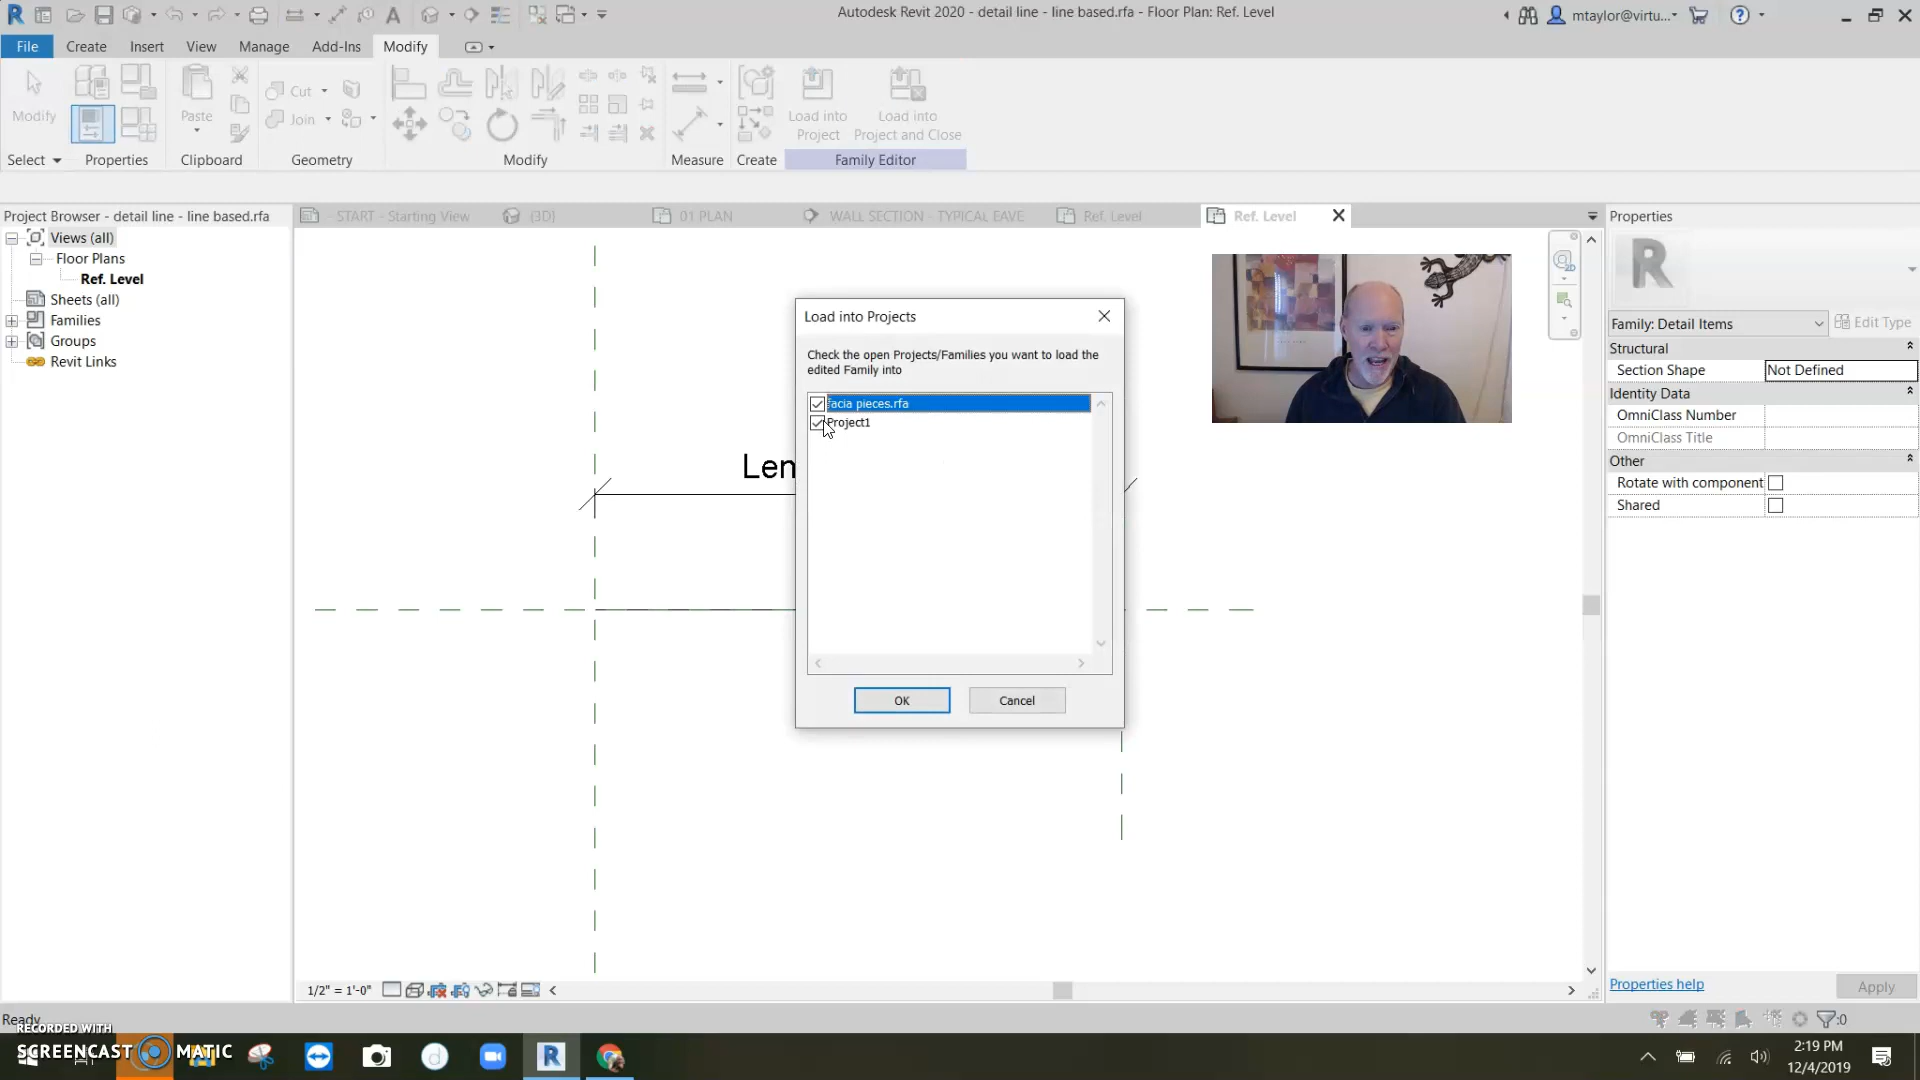 Autodesk Revit 2020 - detail line - line based.rfa - Floor Plan: Ref. Level
mtaylor@virtu...
File Create Insert View Manage Add-Ins Modify
Modify
Paste
Cut
Join
Load into Project
Load into Project and Close
Select Properties Clipboard Geometry Modify Measure Create Family Editor
Project Browser - detail line - line based.rfa
START - Starting View
{3D}
01 PLAN
WALL SECTION - TYPICAL EAVE
Ref. Level
Ref. Level
Properties
Views (all)
Floor Plans
Ref. Level
Sheets (all)
Families
Groups
Revit Links
Load into Projects
Check the open Projects/Families you want to load the
edited Family into
facia pieces.rfa
Project1
OK
Cancel
Len
2D
R
Family: Detail Items
Edit Type
Structural
Section Shape Not Defined
Identity Data
OmniClass Number
OmniClass Title
Other
Rotate with component
Shared
Properties help
Apply
1/2" = 1'-0"
Ready
:0
RECORDED WITH
SCREENCAST MATIC
2:19 PM
12/4/2019